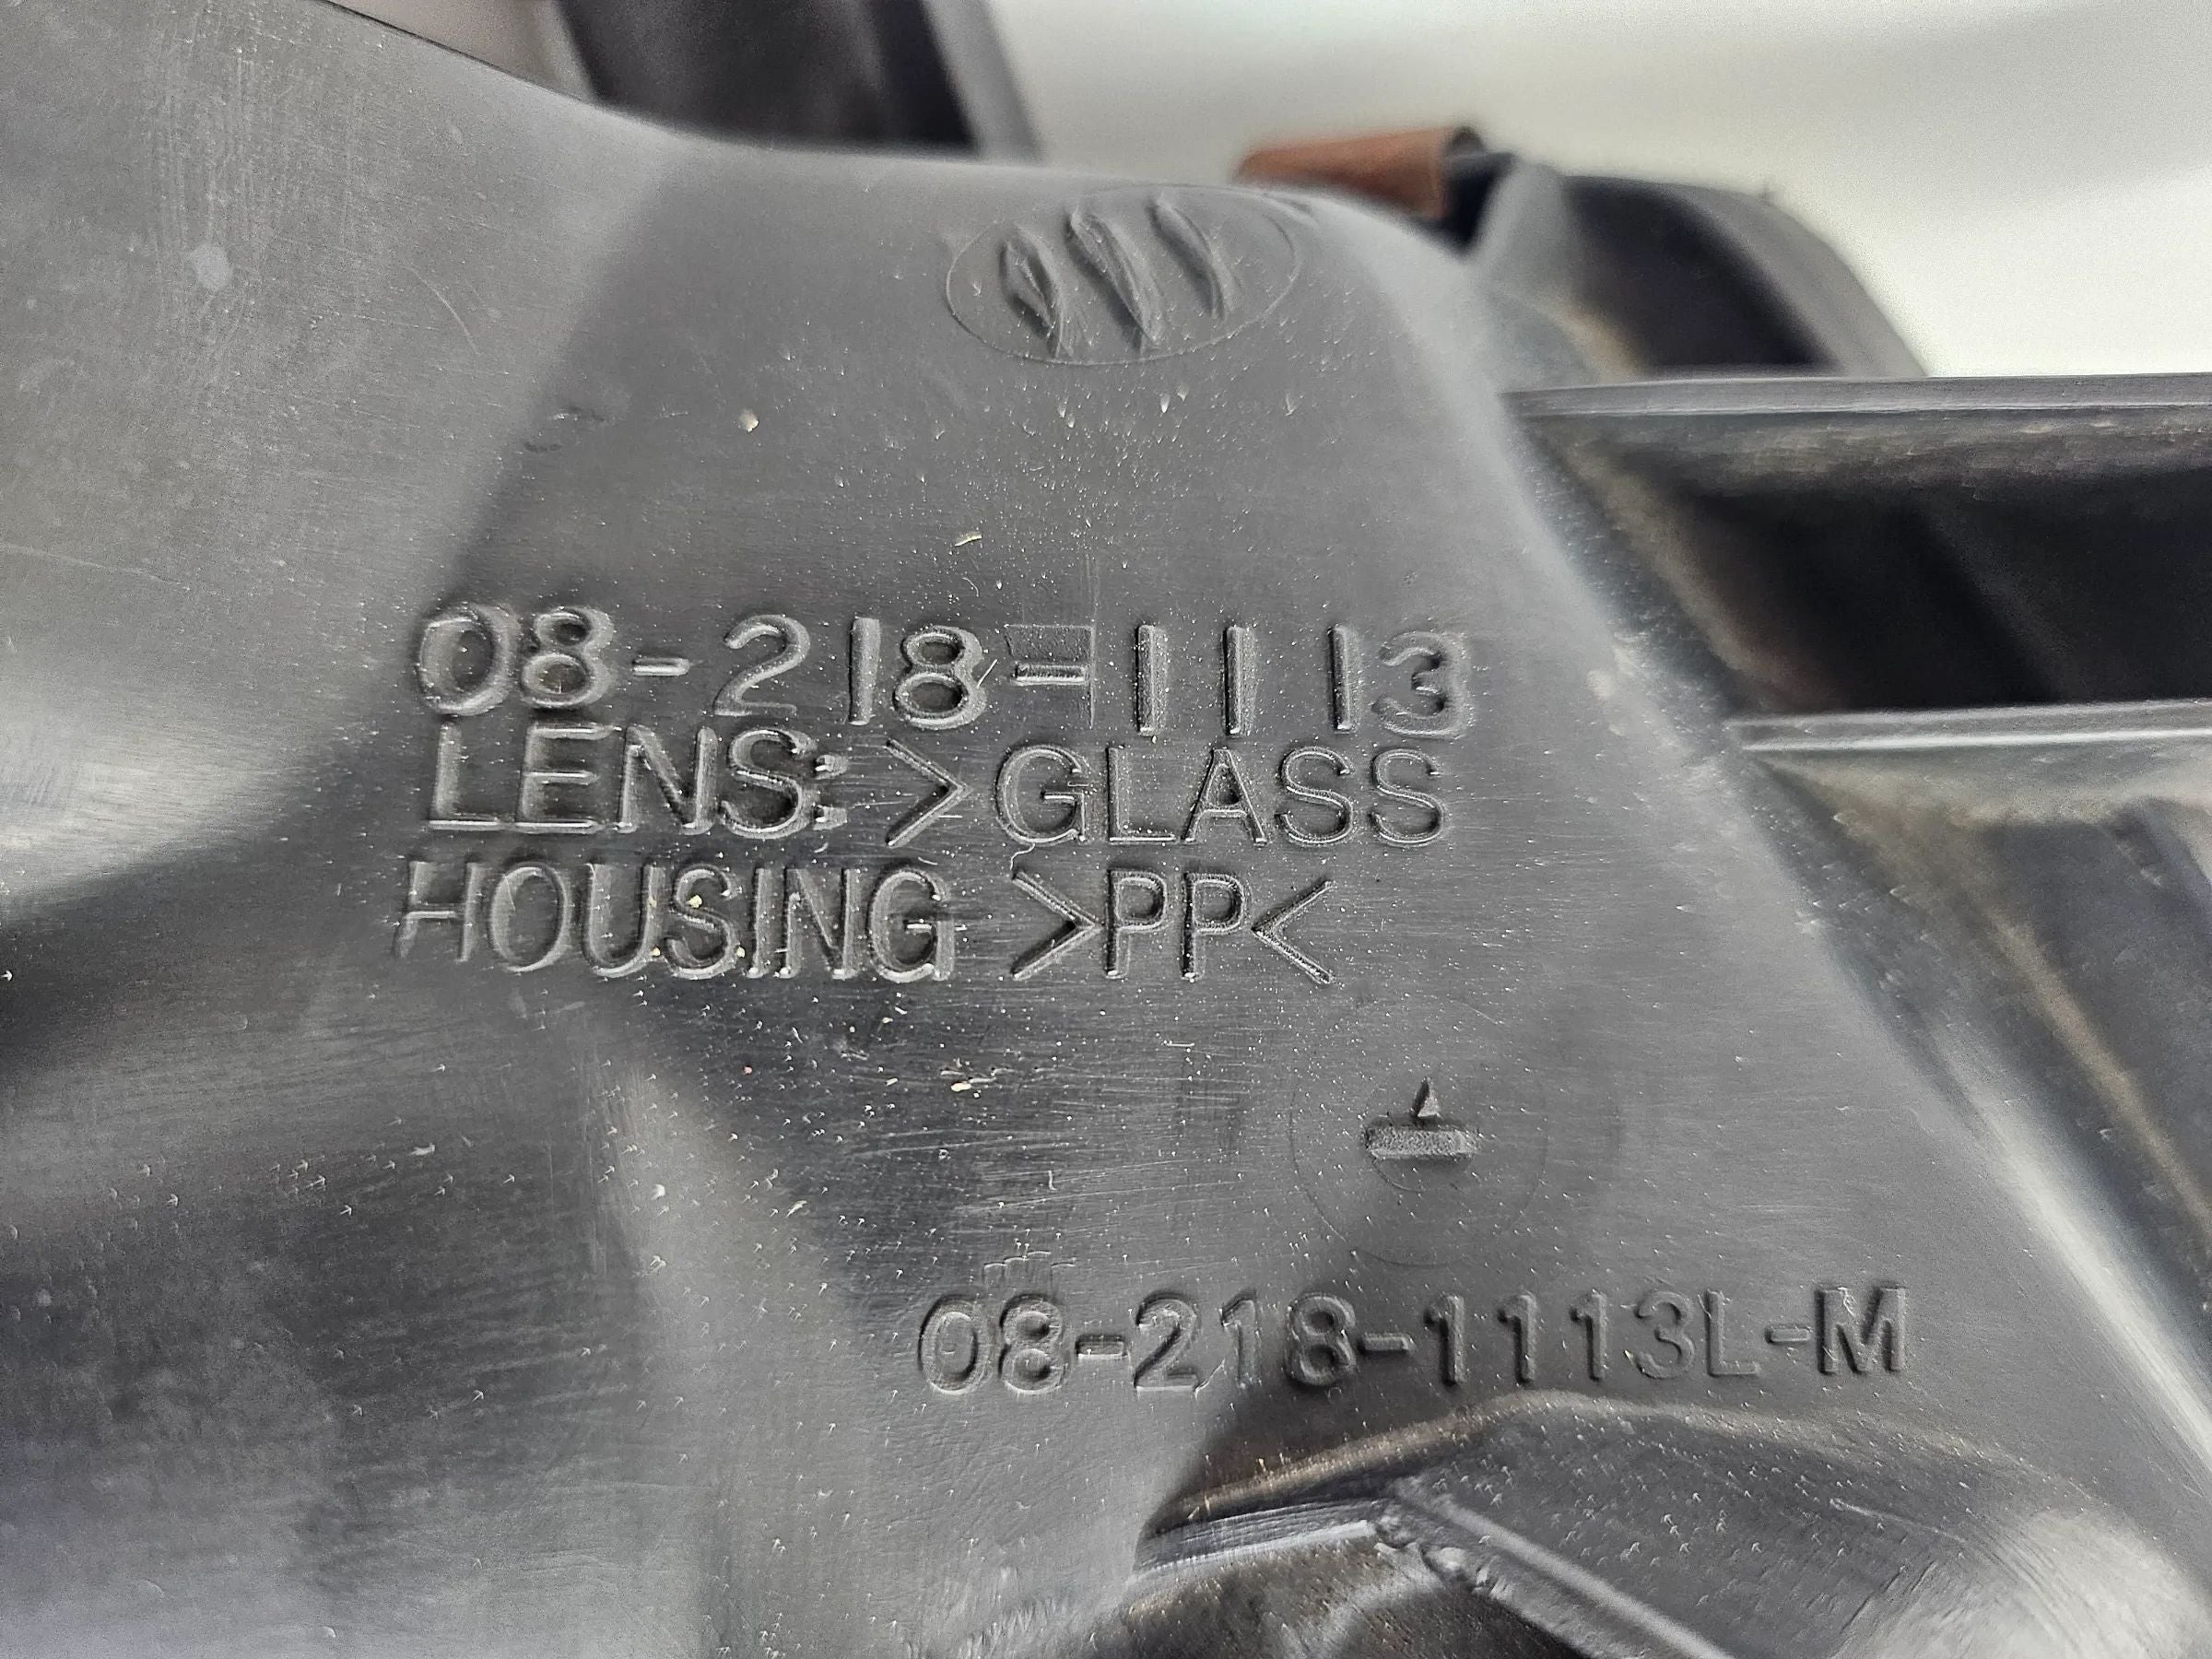 08-218-1113
LENS: >GLASS
HOUSING >PP<
08-218-1113L-M